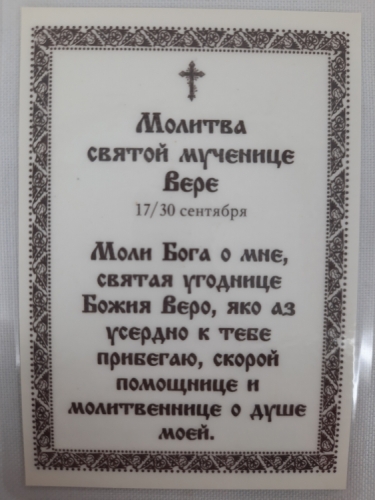 Молитва
святой мученице
Вере
17/30 сентября
Моли Бога о мне,
святая угоднице
Божия Веро, яко аз
усердно к тебе
прибегаю, скорой
помощнице и
молитвеннице о душе
моей.